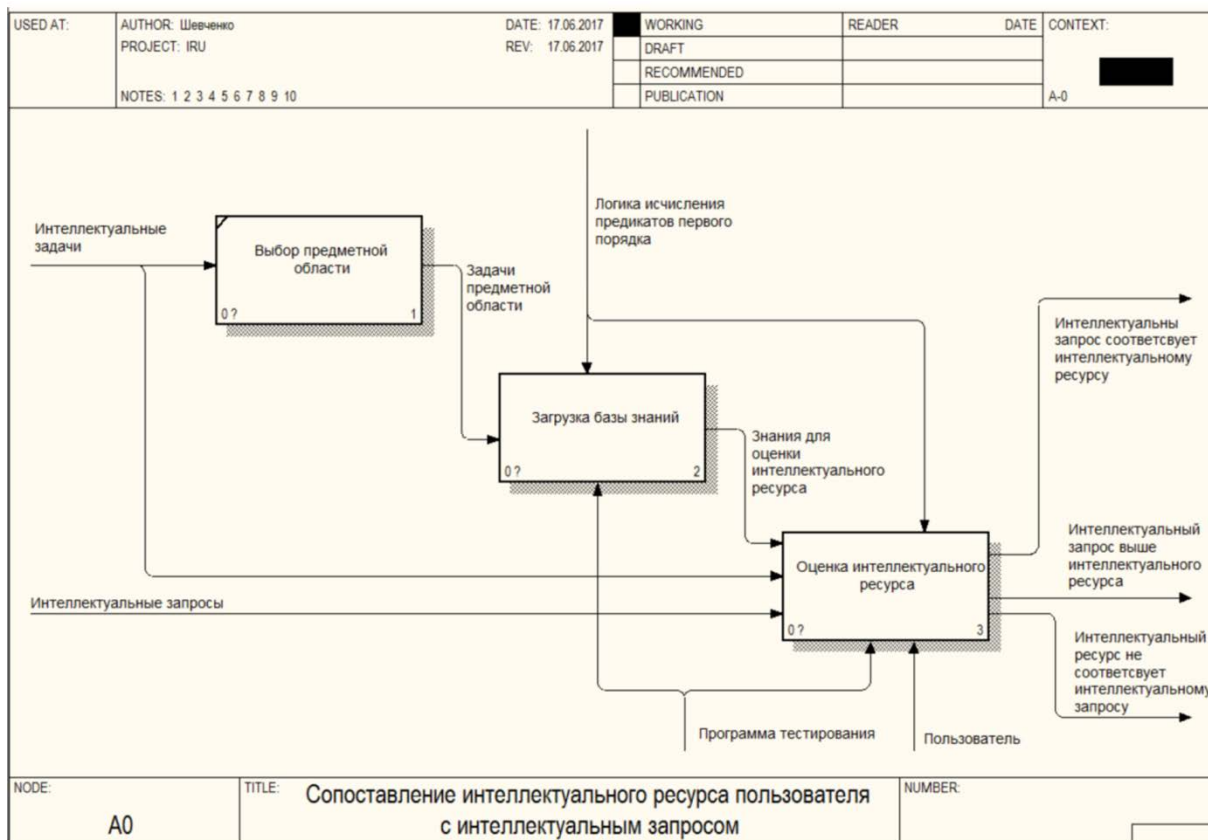 USED AT:
AUTHOR: Шевченко
DATE: 17.06.2017
WORKING
READER
DATE
CONTEXT:
PROJECT: IRU
REV: 17.06.2017
DRAFT
RECOMMENDED
NOTES: 1 2 3 4 5 6 7 8 9 10
PUBLICATION
A-0
Интеллектуальные
задачи
Выбор предметной
области
0 ?
1
Логика исчисления
предикатов первого
порядка
Задачи
предметной
области
Интеллектуальны
запрос соответсвует
интеллектуальному
ресурсу
Загрузка базы знаний
0 ?
2
Знания для
оценки
интеллектуального
ресурса
Интеллектуальный
запрос выше
интеллектуального
ресурса
Оценка интеллектуального
ресурса
0 ?
3
Интеллектуальные запросы
Интеллектуальный
ресурс не
соответсвует
интеллектуальному
запросу
Программа тестирования
Пользователь
NODE:
A0
TITLE:
Сопоставление интеллектуального ресурса пользователя
с интеллектуальным запросом
NUMBER: